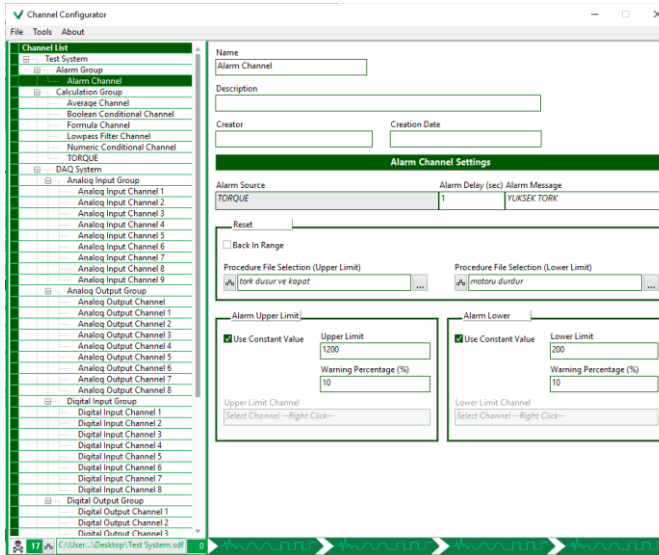 Channel Configurator
File Tools About
Channel List
Test System
Alarm Group
Alarm Channel
Calculation Group
Average Channel
Boolean Conditional Channel
Formula Channel
Lowpass Filter Channel
Numeric Conditional Channel
TORQUE
DAQ System
Analog Input Group
Analog Input Channel 1
Analog Input Channel 2
Analog Input Channel 3
Analog Input Channel 4
Analog Input Channel 5
Analog Input Channel 6
Analog Input Channel 7
Analog Input Channel 8
Analog Input Channel 9
Analog Output Group
Analog Output Channel
Analog Output Channel 1
Analog Output Channel 2
Analog Output Channel 3
Analog Output Channel 4
Analog Output Channel 5
Analog Output Channel 6
Analog Output Channel 7
Analog Output Channel 8
Digital Input Group
Digital Input Channel 1
Digital Input Channel 2
Digital Input Channel 3
Digital Input Channel 4
Digital Input Channel 5
Digital Input Channel 6
Digital Input Channel 7
Digital Input Channel 8
Digital Output Group
Digital Output Channel 1
Digital Output Channel 2
Digital Output Channel 3
17 C:\User...\Desktop\Test System.sdf 0
Name
Alarm Channel
Description
Creator Creation Date
Alarm Channel Settings
Alarm Source Alarm Delay (sec) Alarm Message
TORQUE 1 YUKSEK TORK
Reset
Back In Range
Procedure File Selection (Upper Limit) Procedure File Selection (Lower Limit)
tork dusur ve kapat ... motoru durdur ...
Alarm Upper Limit Alarm Lower
Use Constant Value Upper Limit Use Constant Value Lower Limit
1200 200
Warning Percentage (%) Warning Percentage (%)
10 10
Upper Limit Channel Lower Limit Channel
Select Channel --Right Click-- Select Channel --Right Click--